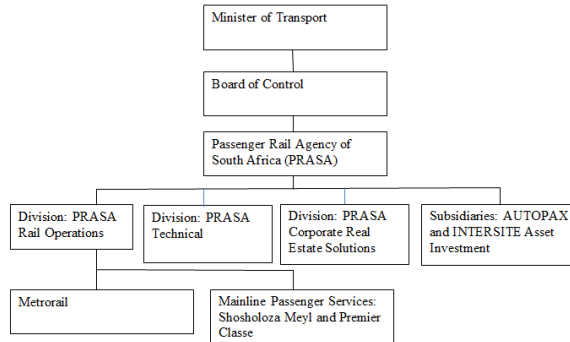 Minister of Transport
Board of Control
Passenger Rail Agency of
South Africa (PRASA)
Division: PRASA
Rail Operations
Division: PRASA
Technical
Division: PRASA
Corporate Real
Estate Solutions
Subsidiaries: AUTOPAX
and INTERSITE Asset
Investment
Metrorail
Mainline Passenger Services:
Shosholoza Meyl and Premier
Classe